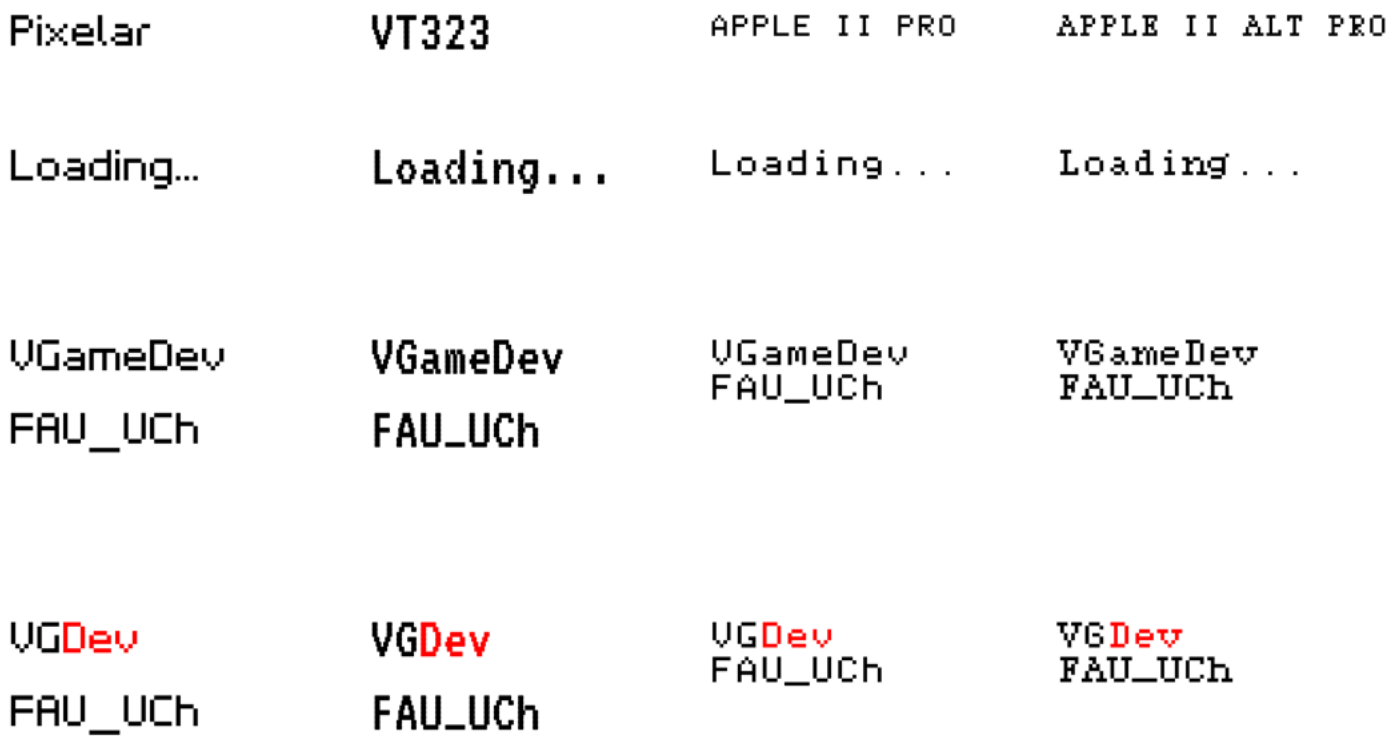 Pixelar VT323 APPLE II PRO APPLE II ALT PRO
Loading... Loading... Loading... Loading...
VGameDev VGameDev VGameDev VGameDev
FAU_UCh FAU_UCh FAU_UCh FAU_UCh
VGDev VGDev VGDev VGDev
FAU_UCh FAU_UCh FAU_UCh FAU_UCh